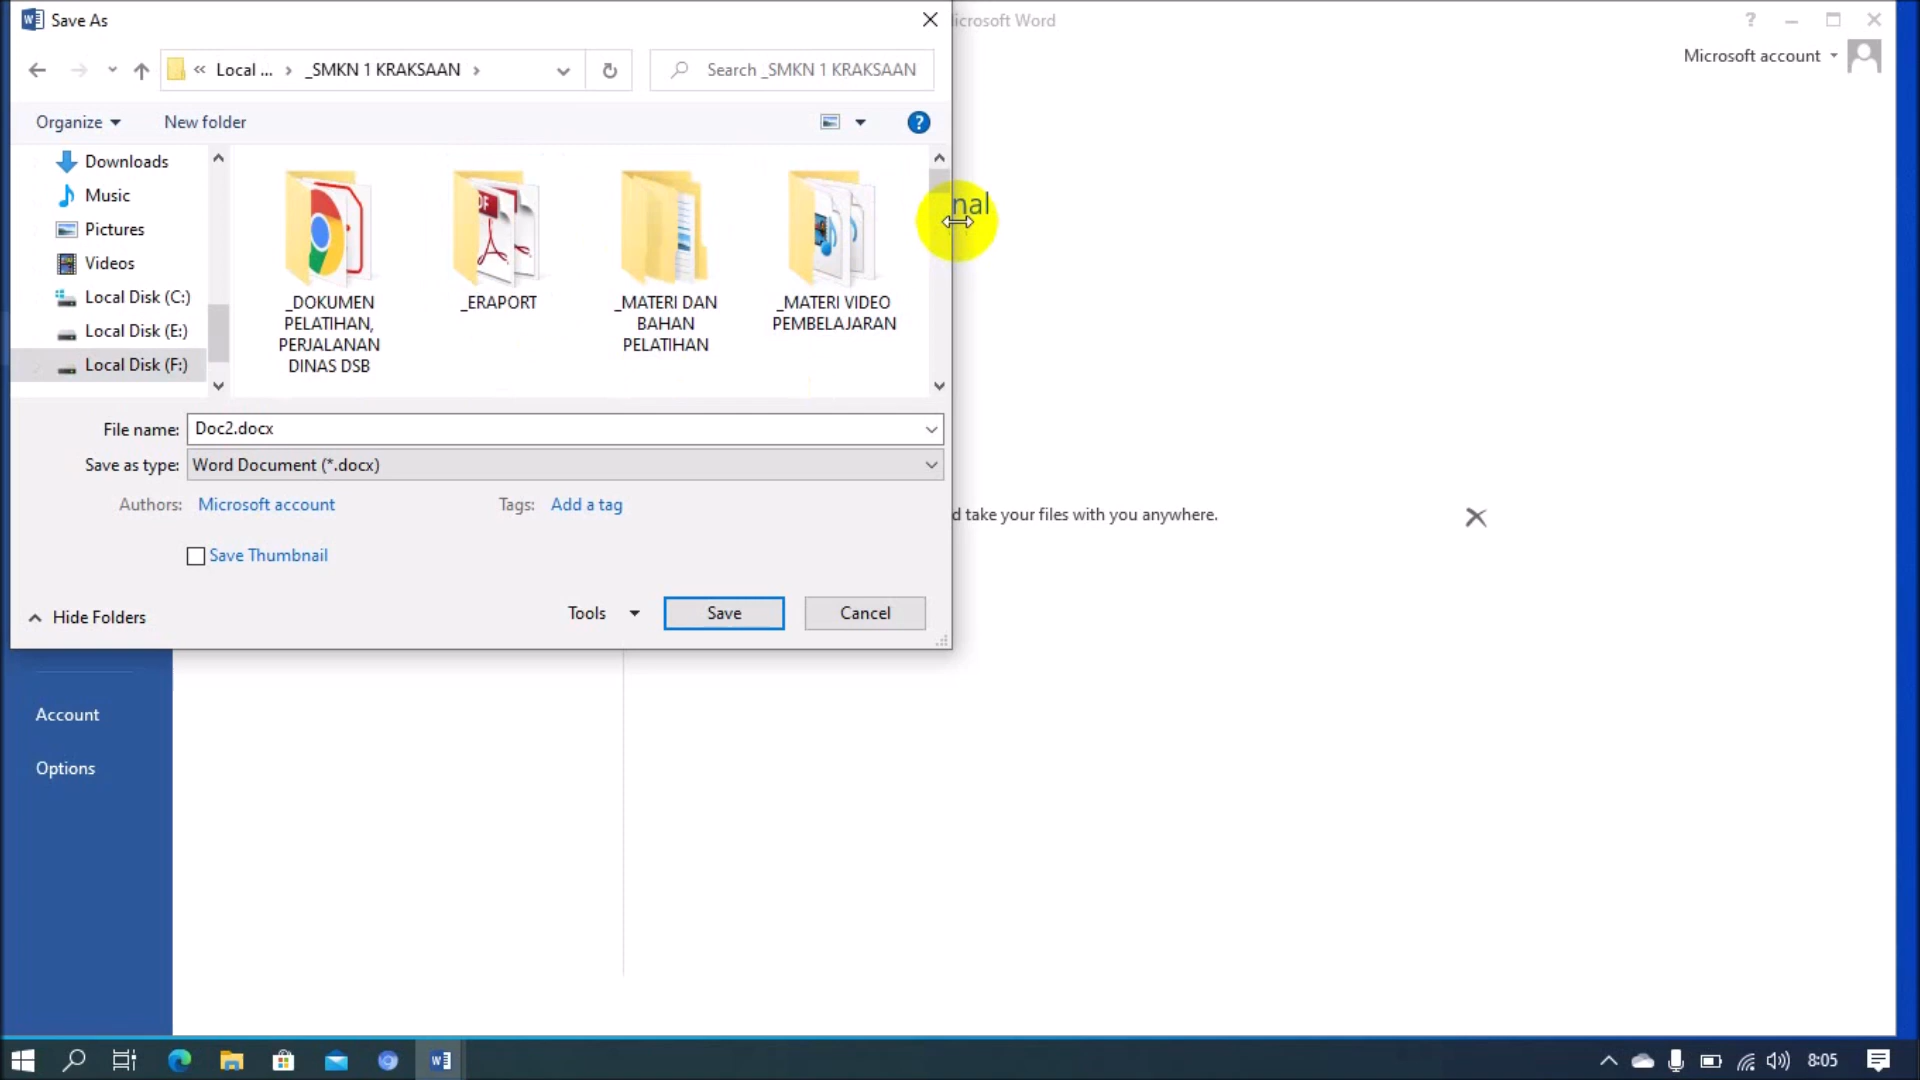 Save As
icrosoft Word
?
Microsoft account
« Local ... › _SMKN 1 KRAKSAAN ›
Search _SMKN 1 KRAKSAAN
Organize
New folder
?
Downloads
Music
Pictures
Videos
Local Disk (C:)
Local Disk (E:)
Local Disk (F:)
_DOKUMEN
PELATIHAN,
PERJALANAN
DINAS DSB
_ERAPORT
_MATERI DAN
BAHAN
PELATIHAN
_MATERI VIDEO
PEMBELAJARAN
nal
File name: Doc2.docx
Save as type: Word Document (*.docx)
Authors: Microsoft account
Tags: Add a tag
d take your files with you anywhere.
Save Thumbnail
Hide Folders
Tools
Save
Cancel
Account
Options
8:05